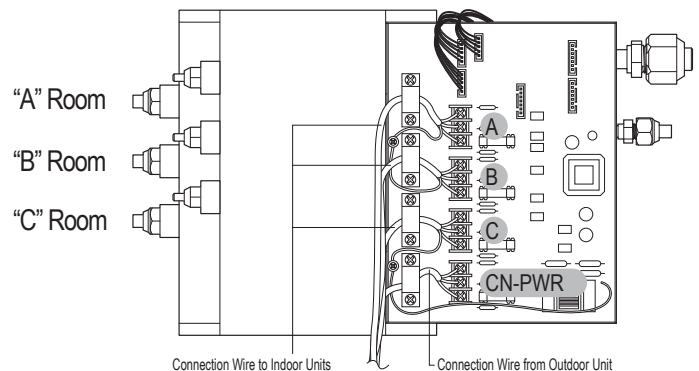 “A” Room
A
“B” Room
B
“C” Room
C
CN-PWR
Connection Wire to Indoor Units
Connection Wire from Outdoor Unit